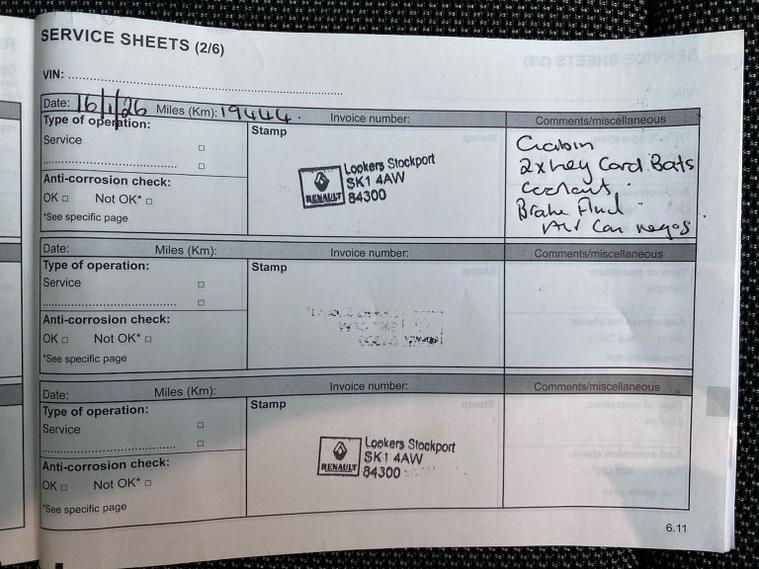 SERVICE SHEETS (2/6)
VIN: ..........................................................................
Date: 16/1/26 Miles (Km): 19444. Invoice number: Comments/miscellaneous
Type of operation:
Service □
.......................................... □
Anti-corrosion check:
OK □ Not OK* □
*See specific page
Stamp
RENAULT
Lookers Stockport
SK1 4AW
84300
Cabin
2x key Card. Bats
Coolant,
Brake Fluid
Air Con regas
Date: Miles (Km): Invoice number: Comments/miscellaneous
Type of operation:
Service □
.......................................... □
Anti-corrosion check:
OK □ Not OK* □
*See specific page
Stamp
Date: Miles (Km): Invoice number: Comments/miscellaneous
Type of operation:
Service □
.......................................... □
Anti-corrosion check:
OK □ Not OK* □
*See specific page
Stamp
RENAULT
Lookers Stockport
SK1 4AW
84300
6.11